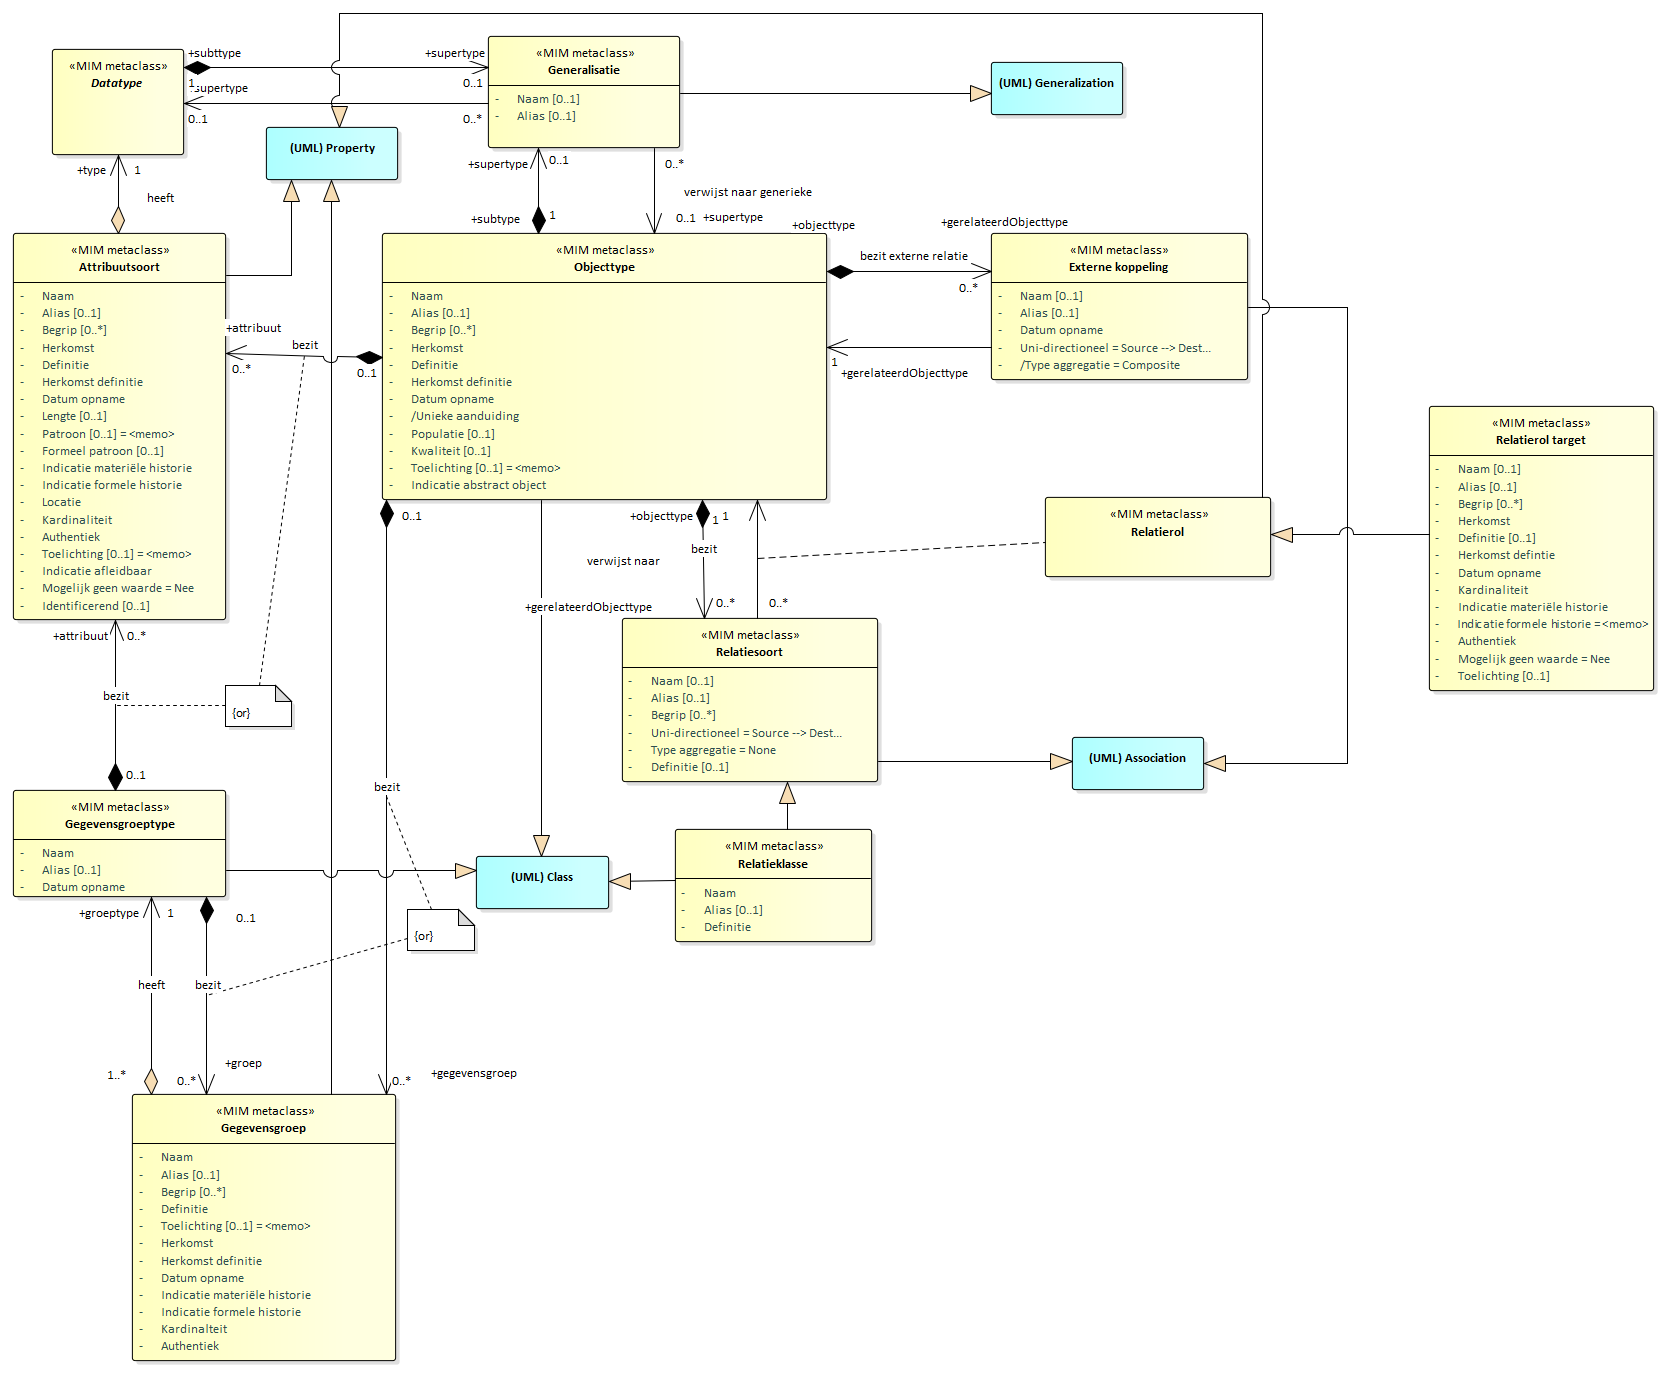 «MIM metaclass»
Datatype
+subttype
+supertype
1
0..1
+supertype
0..1
0..*
«MIM metaclass»
Generalisatie
- Naam [0..1]
- Alias [0..1]
(UML) Generalization
(UML) Property
+type 1
heeft
+supertype 0..1
+subtype 1
0..*
verwijst naar generieke
0..1 +supertype
+objecttype
+gerelateerdObjecttype
bezit externe relatie
0..*
«MIM metaclass»
Attribuutsoort
- Naam
- Alias [0..1]
- Begrip [0..*]
- Herkomst
- Definitie
- Herkomst definitie
- Datum opname
- Lengte [0..1]
- Patroon [0..1] = <memo>
- Formeel patroon [0..1]
- Indicatie materiële historie
- Indicatie formele historie
- Locatie
- Kardinaliteit
- Authentiek
- Toelichting [0..1] = <memo>
- Indicatie afleidbaar
- Mogelijk geen waarde = Nee
- Identificerend [0..1]
+attribuut
bezit
0..*
0..1
«MIM metaclass»
Objecttype
- Naam
- Alias [0..1]
- Begrip [0..*]
- Herkomst
- Definitie
- Herkomst definitie
- Datum opname
- /Unieke aanduiding
- Populatie [0..1]
- Kwaliteit [0..1]
- Toelichting [0..1] = <memo>
- Indicatie abstract object
«MIM metaclass»
Externe koppeling
- Naam [0..1]
- Alias [0..1]
- Datum opname
- Uni-directioneel = Source --> Dest...
- /Type aggregatie = Composite
1
+gerelateerdObjecttype
«MIM metaclass»
Relatierol target
- Naam [0..1]
- Alias [0..1]
- Begrip [0..*]
- Herkomst
- Definitie [0..1]
- Herkomst defintie
- Datum opname
- Kardinaliteit
- Indicatie materiële historie
- Indicatie formele historie = <memo>
- Authentiek
- Mogelijk geen waarde = Nee
- Toelichting [0..1]
«MIM metaclass»
Relatierol
0..1
+objecttype 1 1
bezit
verwijst naar
+gerelateerdObjecttype
0..* 0..*
«MIM metaclass»
Relatiesoort
- Naam [0..1]
- Alias [0..1]
- Begrip [0..*]
- Uni-directioneel = Source --> Dest...
- Type aggregatie = None
- Definitie [0..1]
(UML) Association
+attribuut 0..*
bezit
{or}
0..1
bezit
«MIM metaclass»
Gegevensgroeptype
- Naam
- Alias [0..1]
- Datum opname
(UML) Class
«MIM metaclass»
Relatieklasse
- Naam
- Alias [0..1]
- Definitie
+groeptype 1
0..1
{or}
heeft
bezit
+groep
1..*
0..*
0..*
+gegevensgroep
«MIM metaclass»
Gegevensgroep
- Naam
- Alias [0..1]
- Begrip [0..*]
- Definitie
- Toelichting [0..1] = <memo>
- Herkomst
- Herkomst definitie
- Datum opname
- Indicatie materiële historie
- Indicatie formele historie
- Kardinalteit
- Authentiek